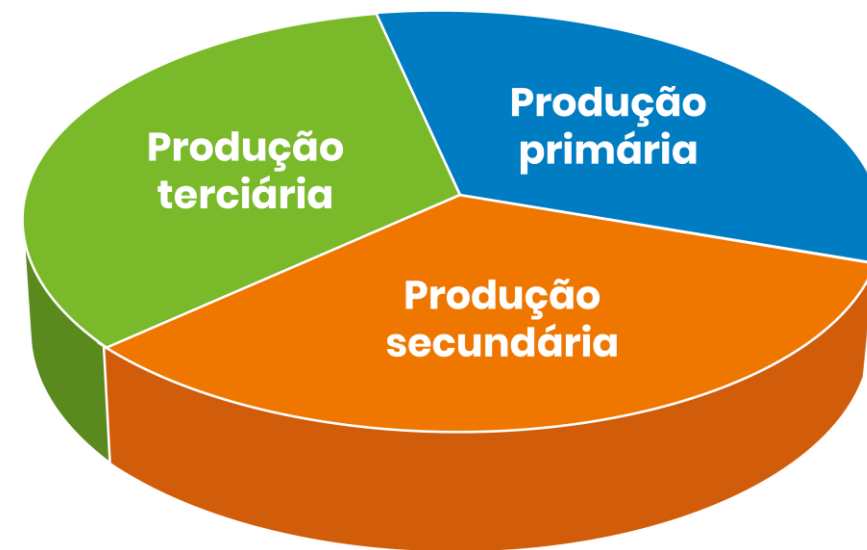 Produção
primária
Produção
terciária
Produção
secundária